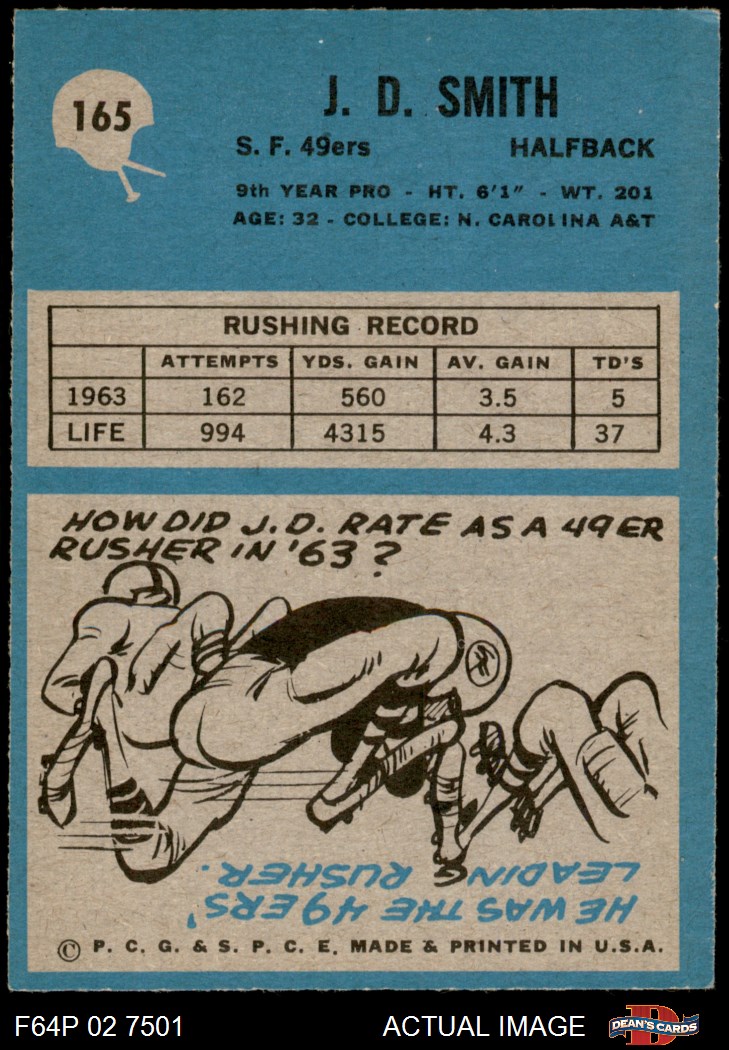 165
J. D. SMITH
S. F. 49ers HALFBACK
9th YEAR PRO - HT. 6'1" - WT. 201
AGE: 32 - COLLEGE: N. CAROLINA A&T
RUSHING RECORD
ATTEMPTS YDS. GAIN AV. GAIN TD'S
1963 162 560 3.5 5
LIFE 994 4315 4.3 37
HOW DID J.D. RATE AS A 49ER
RUSHER IN '63?
HE WAS THE 49ERS'
LEADING RUSHER.
© P. C. G. & S. P. C. E. MADE & PRINTED IN U.S.A.
F64P 02 7501 ACTUAL IMAGE DEAN'S CARDS